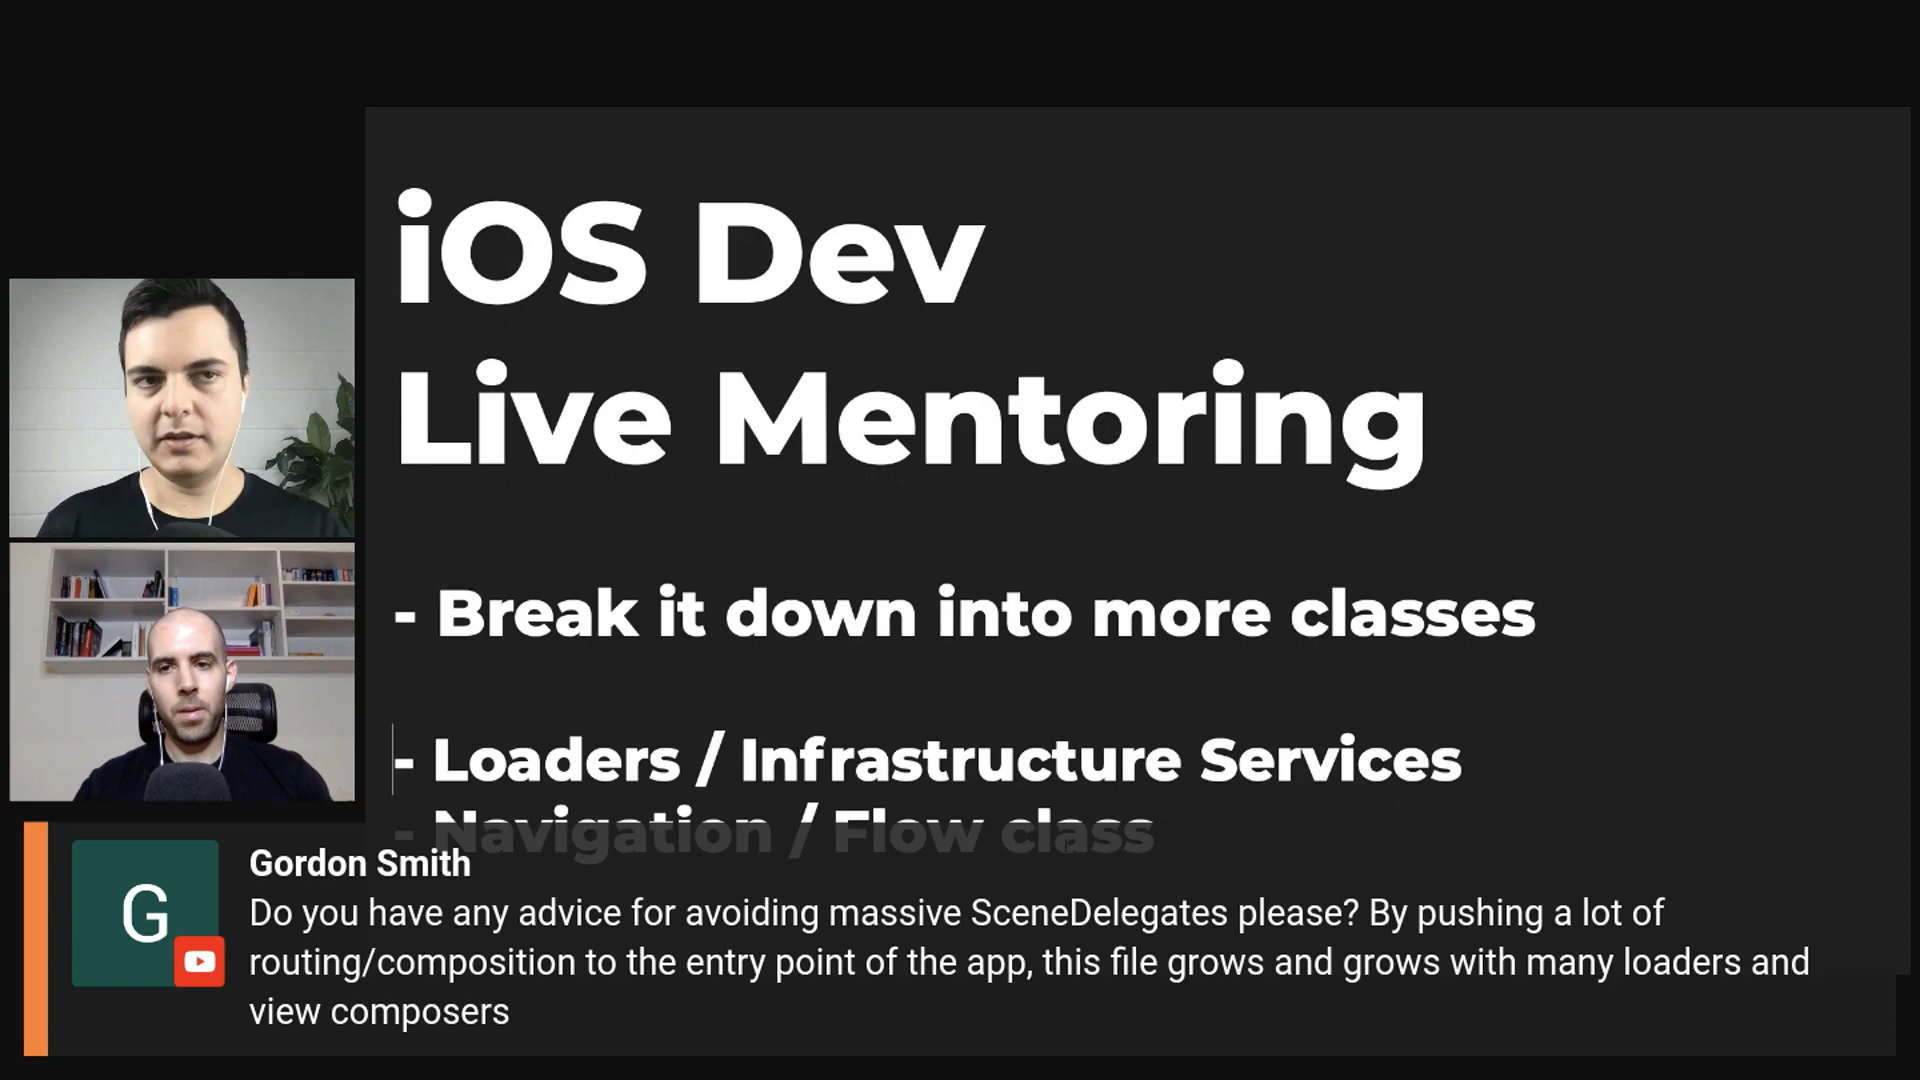 iOS Dev
Live Mentoring
- Break it down into more classes
- Loaders / Infrastructure Services
- Navigation / Flow class
G
Gordon Smith
Do you have any advice for avoiding massive SceneDelegates please? By pushing a lot of
routing/composition to the entry point of the app, this file grows and grows with many loaders and
view composers